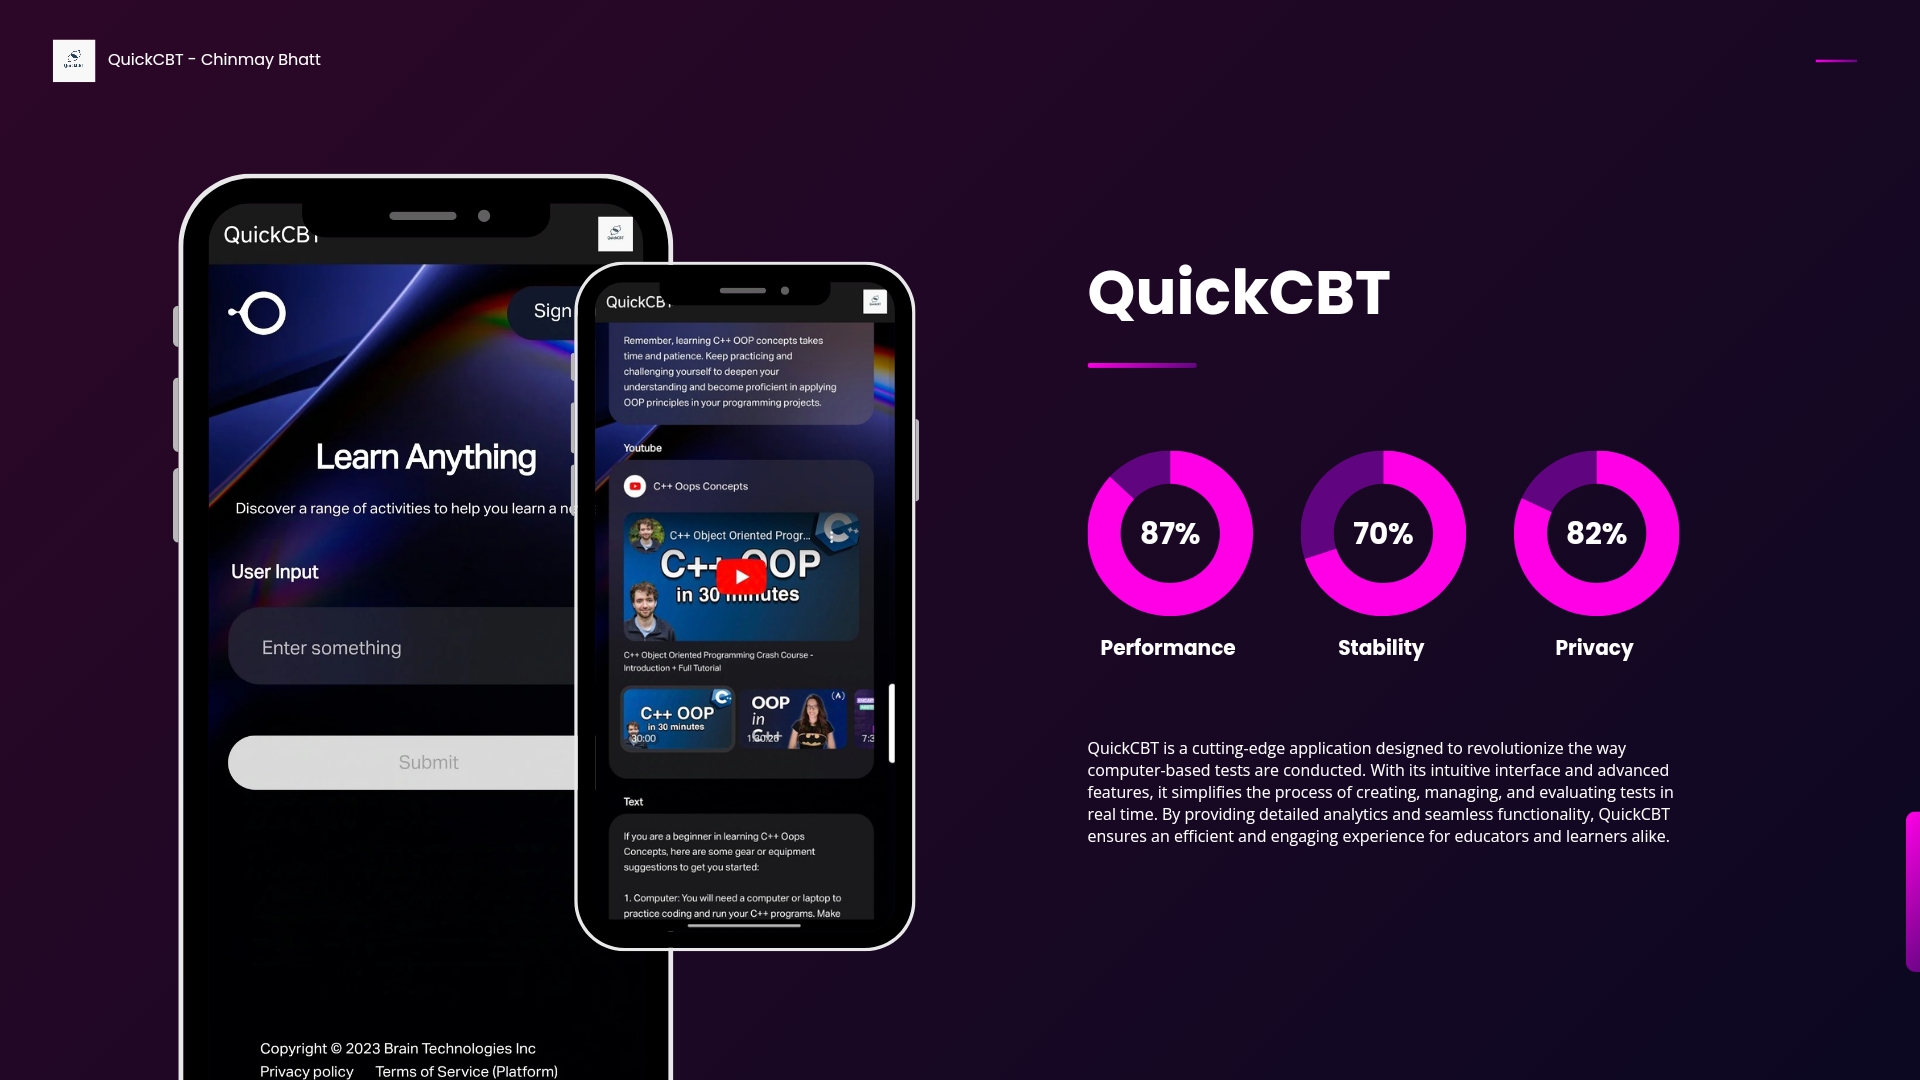 QuickCBT - Chinmay Bhatt
QuickCBT
Sign
Learn Anything
Discover a range of activities to help you learn a
User Input
Enter something
Submit
Copyright © 2023 Brain Technologies Inc
Privacy policy Terms of Service (Platform)
QuickCBT
Remember, learning C++ OOP concepts takes
time and patience. Keep practicing and
challenging yourself to deepen your
understanding and become proficient in applying
OOP principles in your programming projects.
Youtube
C++ Oops Concepts
C++ Object Oriented Progr...
C++ OOP
in 30 minutes
C++ Object Oriented Programming Crash Course -
Introduction + Full Tutorial
C++ OOP
in 30 minutes
30:00
OOP
in
C++
1:30:26
7:3
Text
If you are a beginner in learning C++ Oops
Concepts, here are some gear or equipment
suggestions to get you started:
1. Computer: You will need a computer or laptop to
practice coding and run your C++ programs. Make
QuickCBT
87%
70%
82%
Performance
Stability
Privacy
QuickCBT is a cutting-edge application designed to revolutionize the way
computer-based tests are conducted. With its intuitive interface and advanced
features, it simplifies the process of creating, managing, and evaluating tests in
real time. By providing detailed analytics and seamless functionality, QuickCBT
ensures an efficient and engaging experience for educators and learners alike.